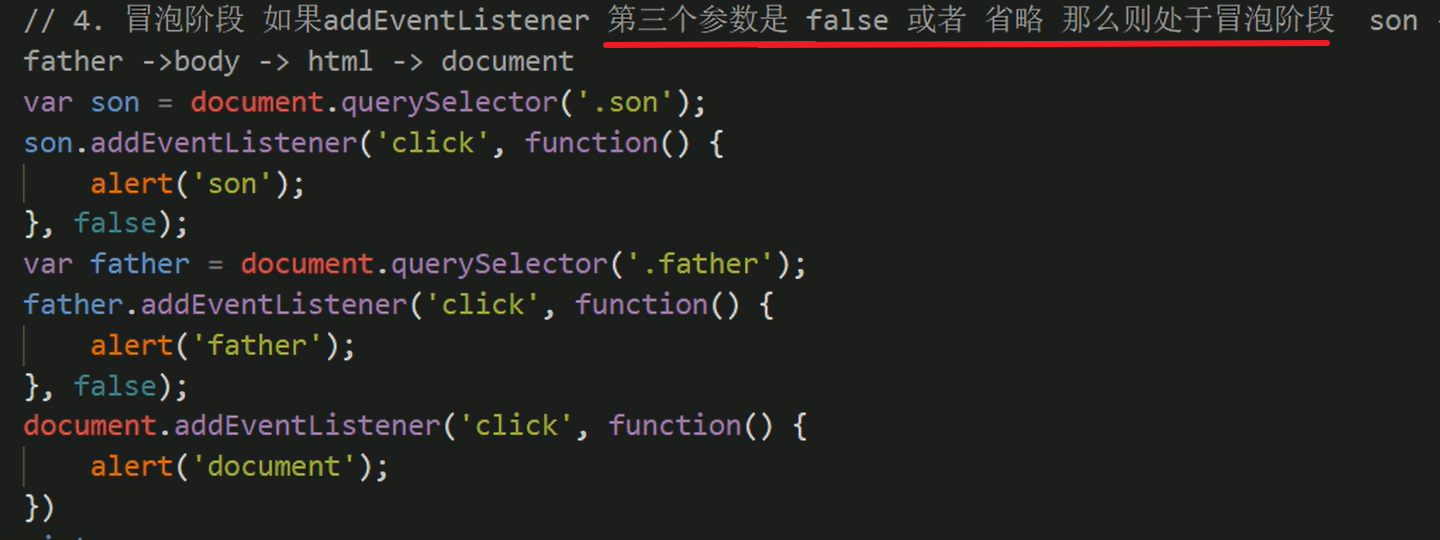 // 4. 冒泡阶段 如果addEventListener 第三个参数是 false 或者 省略 那么则处于冒泡阶段  son
father ->body -> html -> document
var son = document.querySelector('.son');
son.addEventListener('click', function() {
    alert('son');
}, false);
var father = document.querySelector('.father');
father.addEventListener('click', function() {
    alert('father');
}, false);
document.addEventListener('click', function() {
    alert('document');
})